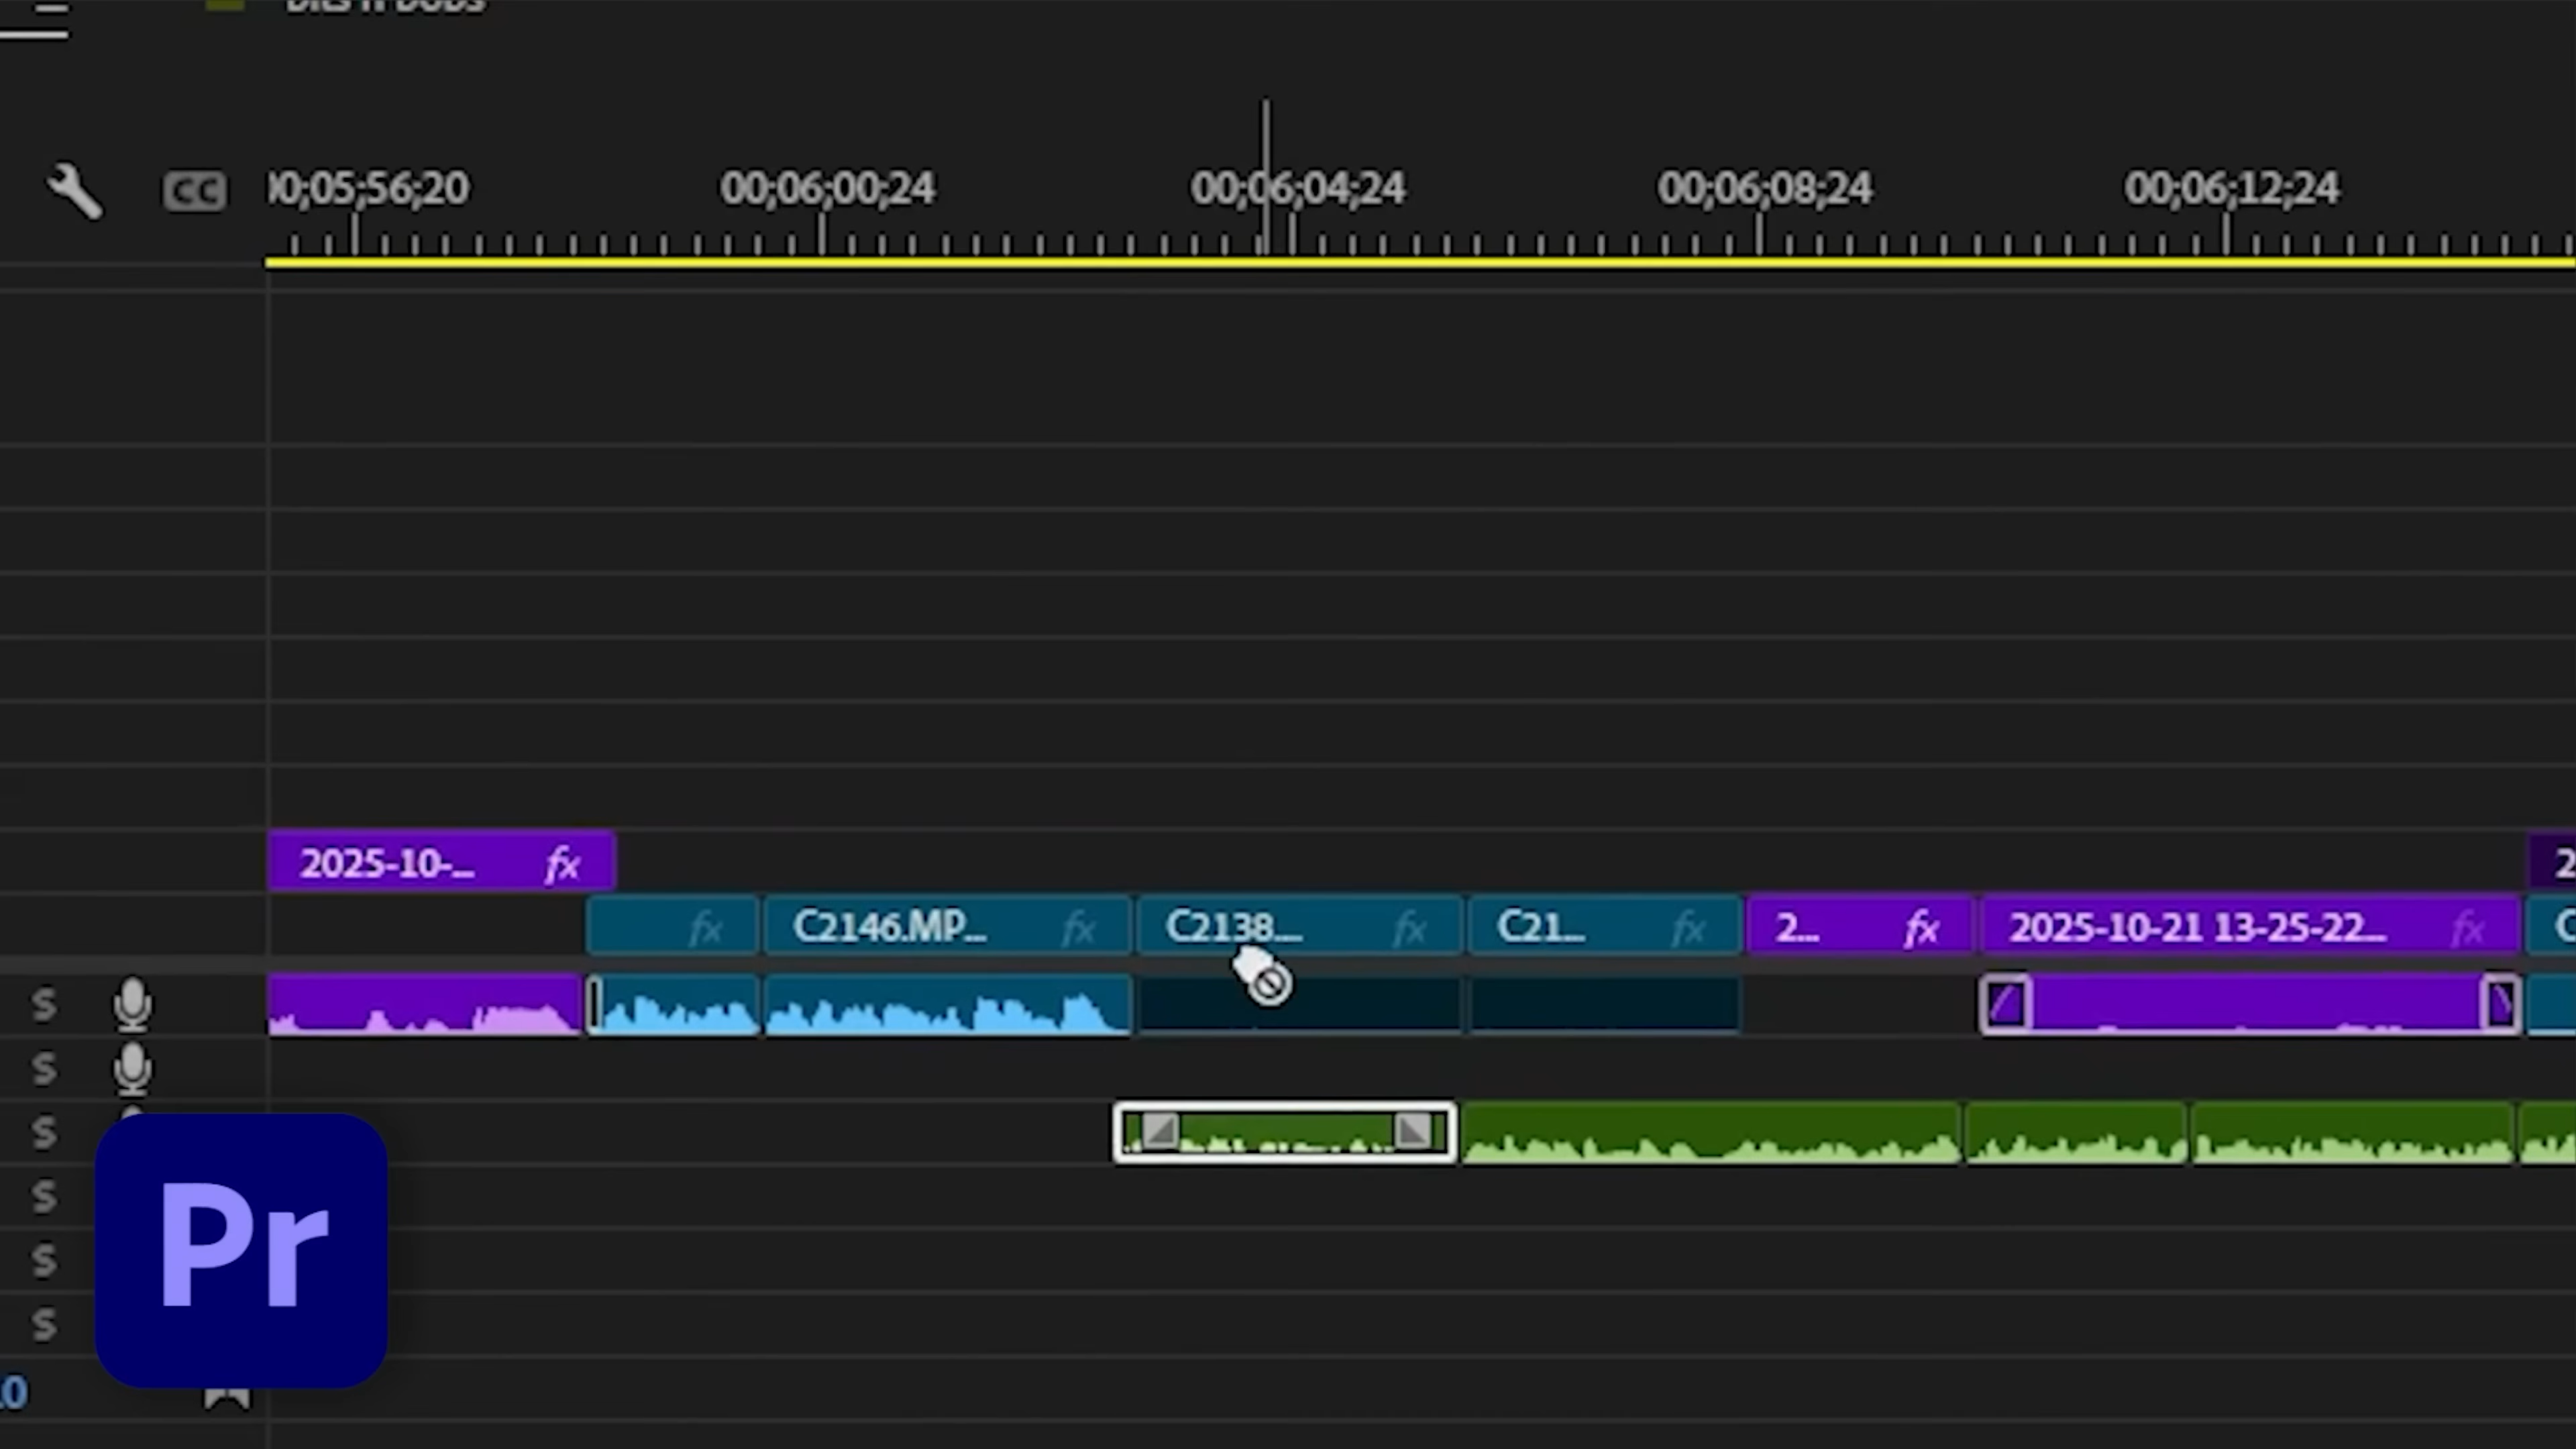 CC
00;05;56;20 00;06;00;24 00;06;04;24 00;06;08;24 00;06;12;24
2025-10-... fx
fx C2146.MP... fx C2138.... fx C21... fx 2... fx 2025-10-21 13-25-22... fx
S
S
S
S
S
S
Pr